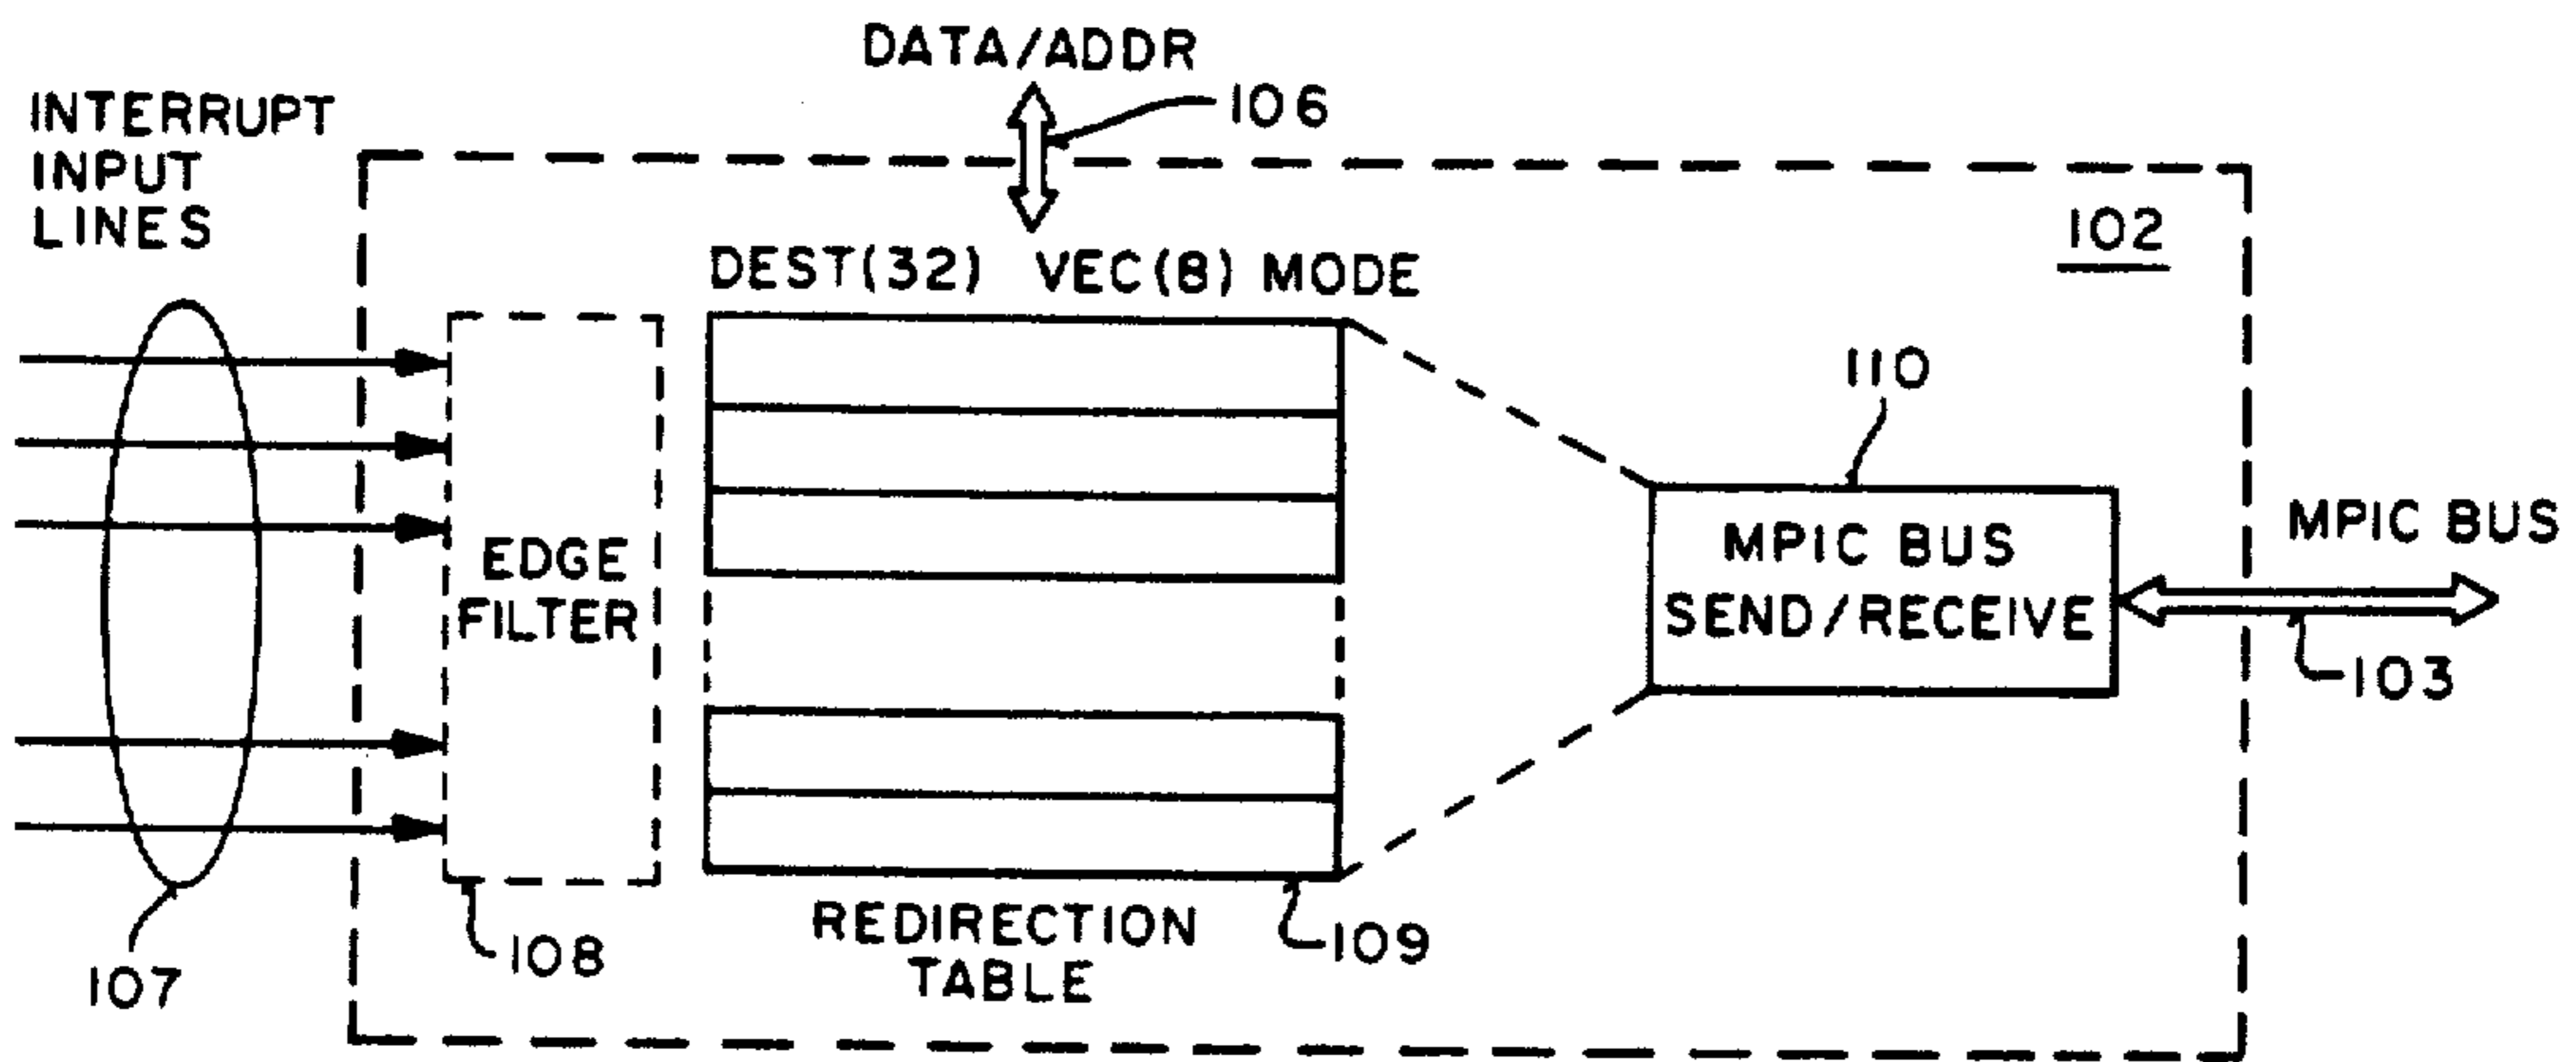 DATA/ADDR
106
INTERRUPT
INPUT
LINES
102
DEST(32) VEC(8) MODE
110
EDGE
FILTER
MPIC BUS
SEND/RECEIVE
MPIC BUS
103
REDIRECTION
TABLE
107
108
109